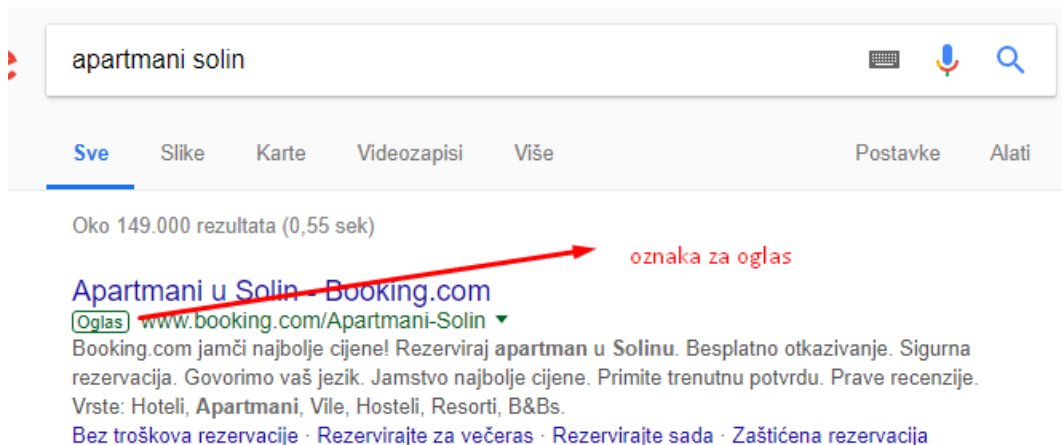 apartmani solin
Sve Slike Karte Videozapisi Više Postavke Alati
Oko 149.000 rezultata (0,55 sek)
oznaka za oglas
Apartmani u Solin - Booking.com
Oglas www.booking.com/Apartmani-Solin
Booking.com jamči najbolje cijene! Rezerviraj apartman u Solinu. Besplatno otkazivanje. Sigurna
rezervacija. Govorimo vaš jezik. Jamstvo najbolje cijene. Primite trenutnu potvrdu. Prave recenzije.
Vrste: Hoteli, Apartmani, Vile, Hosteli, Resorti, B&Bs.
Bez troškova rezervacije · Rezervirajte za večeras · Rezervirajte sada · Zaštićena rezervacija